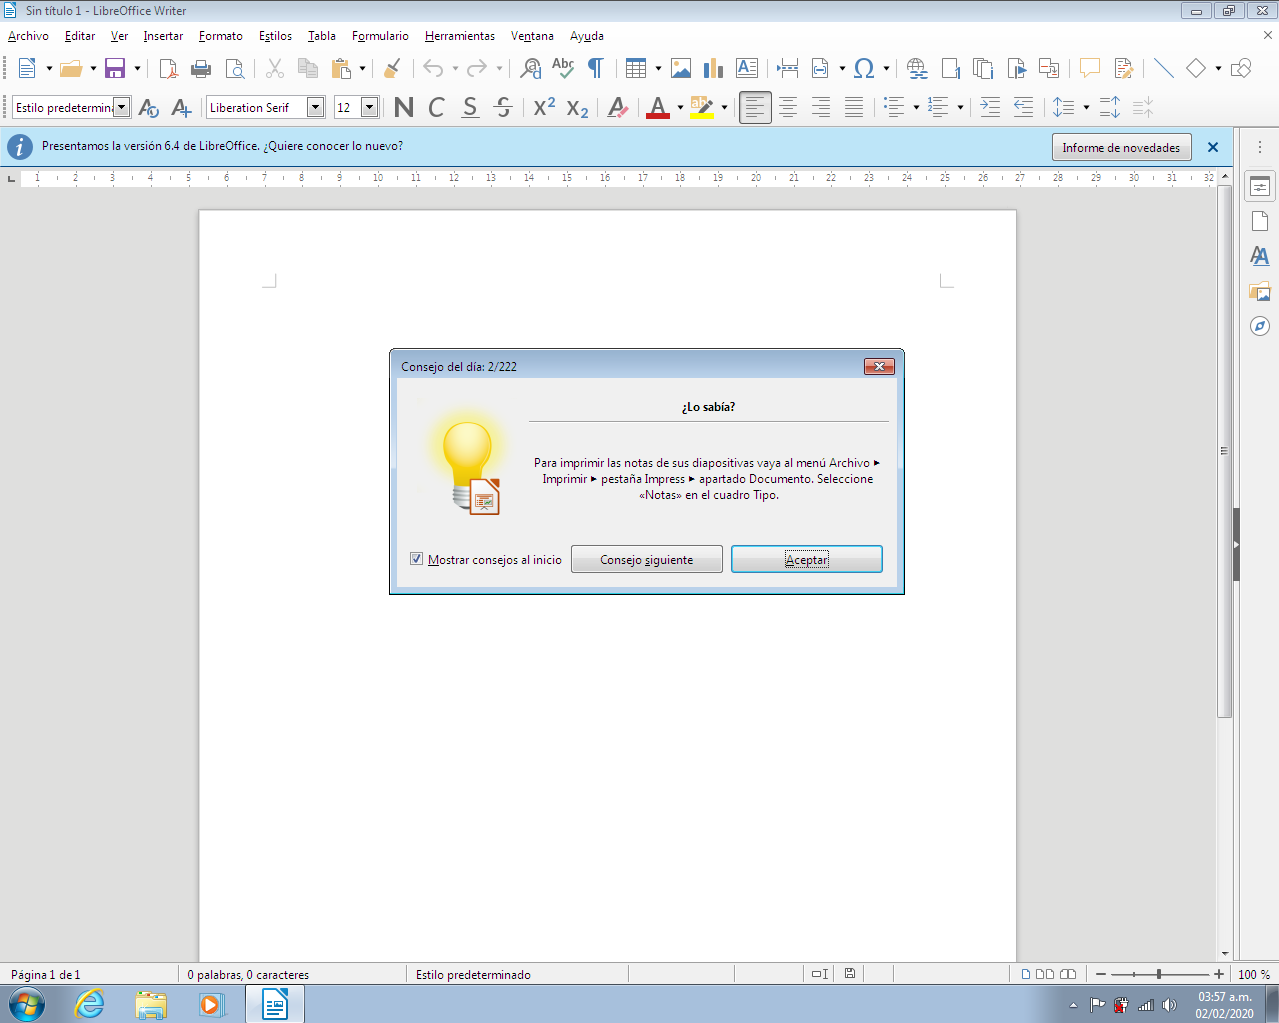 Sin título 1 - LibreOffice Writer
Archivo Editar Ver Insertar Formato Estilos Tabla Formulario Herramientas Ventana Ayuda
Abc
Estilo predetermina Liberation Serif 12 N C S S X² X₂ A ab
Presentamos la versión 6.4 de LibreOffice. ¿Quiere conocer lo nuevo? Informe de novedades
1 2 3 4 5 6 7 8 9 10 11 12 13 14 15 16 17 18 19 20 21 22 23 24 25 26 27 28 29 30 31 32
Consejo del día: 2/222
¿Lo sabía?
Para imprimir las notas de sus diapositivas vaya al menú Archivo ▸
Imprimir ▸ pestaña Impress ▸ apartado Documento. Seleccione
«Notas» en el cuadro Tipo.
Mostrar consejos al inicio Consejo siguiente Aceptar
Página 1 de 1 0 palabras, 0 caracteres Estilo predeterminado 100 %
03:57 a.m.
02/02/2020